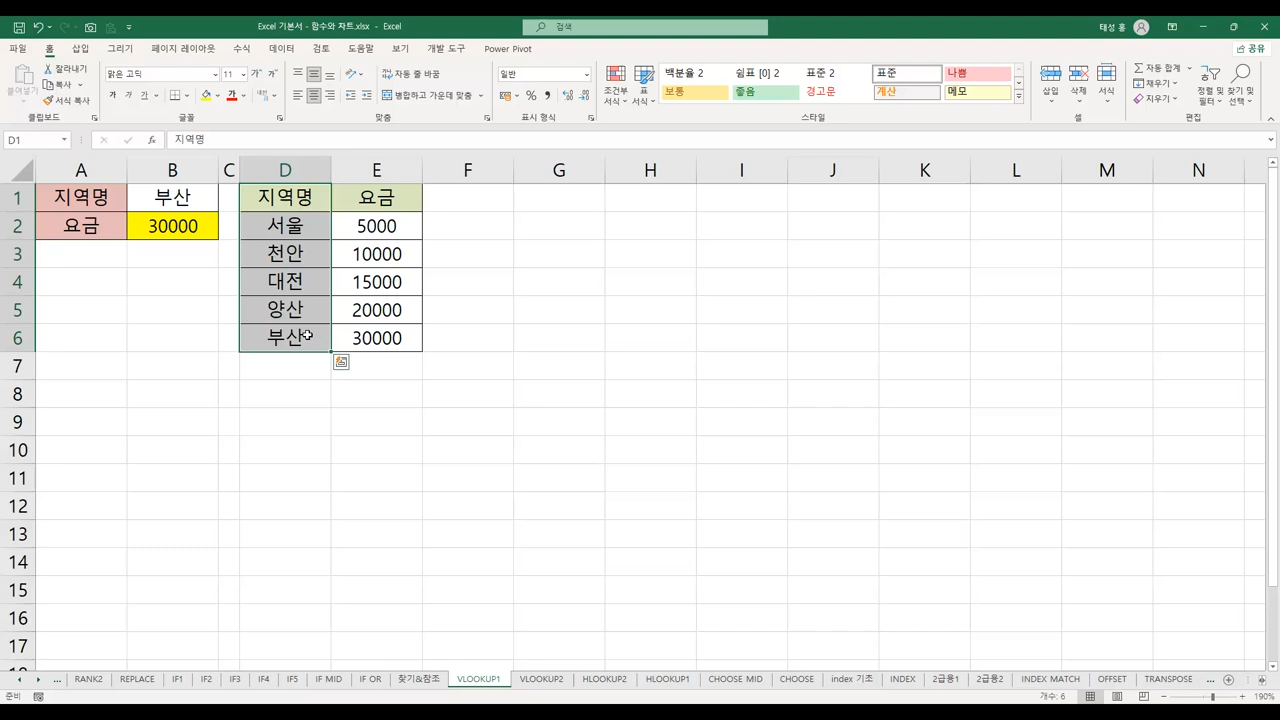 Excel 기본서 - 함수와 차트.xlsx - Excel
검색
태성 홍
파일 홈 삽입 그리기 페이지 레이아웃 수식 데이터 검토 도움말 보기 개발 도구 Power Pivot
공유
붙여넣기
잘라내기
복사
서식 복사
클립보드
맑은 고딕 11
가 가 가 가
글꼴
자동 줄 바꿈
병합하고 가운데 맞춤
맞춤
일반
표시 형식
조건부 서식
표 서식
백분율 2 쉼표 [0] 2 표준 2 표준 나쁨
보통 좋음 경고문 계산 메모
스타일
삽입 삭제 서식
셀
자동 합계
채우기
지우기
정렬 및 필터
찾기 및 선택
편집
D1
fx
지역명
A B C D E F G H I J K L M N
1 지역명 부산 지역명 요금
2 요금 30000 서울 5000
3 천안 10000
4 대전 15000
5 양산 20000
6 부산 30000
7
8
9
10
11
12
13
14
15
16
17
... RANK2 REPLACE IF1 IF2 IF3 IF4 IF5 IF MID IF OR 찾기&참조 VLOOKUP1 VLOOKUP2 HLOOKUP2 HLOOKUP1 CHOOSE MID CHOOSE index 기초 INDEX 2급용1 2급용2 INDEX MATCH OFFSET TRANSPOSE ...
준비
개수: 6
190%